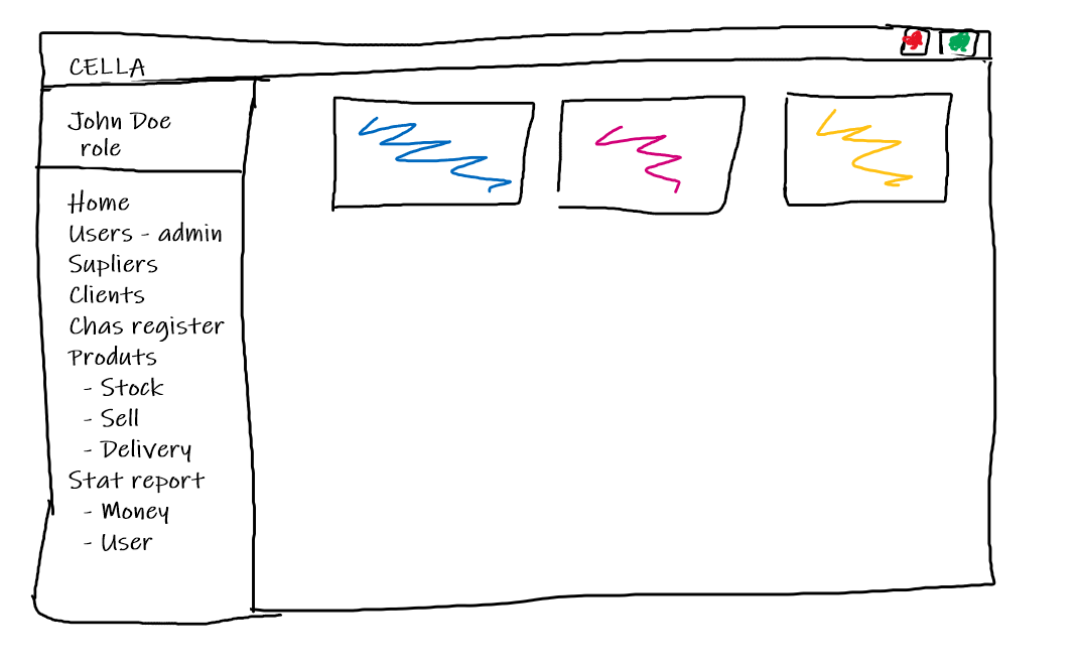 CELLA
John Doe
role
Home
Users - admin
Supliers
Clients
Chas register
Produts
- Stock
- Sell
- Delivery
Stat report
- Money
- User